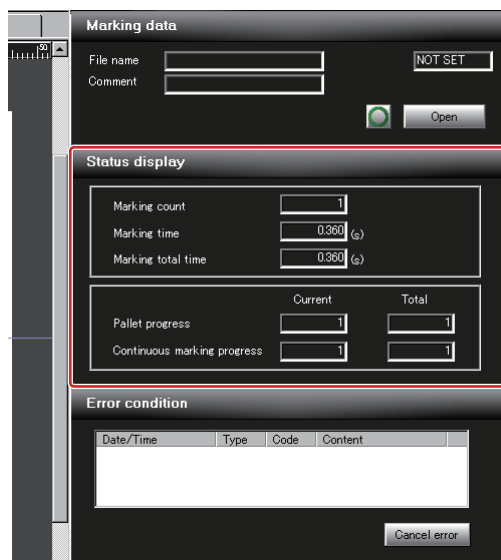 50
Marking data
File name NOT SET
Comment
Open
Status display
Marking count 1
Marking time 0.360 (s)
Marking total time 0.360 (s)
Current Total
Pallet progress 1 1
Continuous marking progress 1 1
Error condition
Date/Time Type Code Content
Cancel error